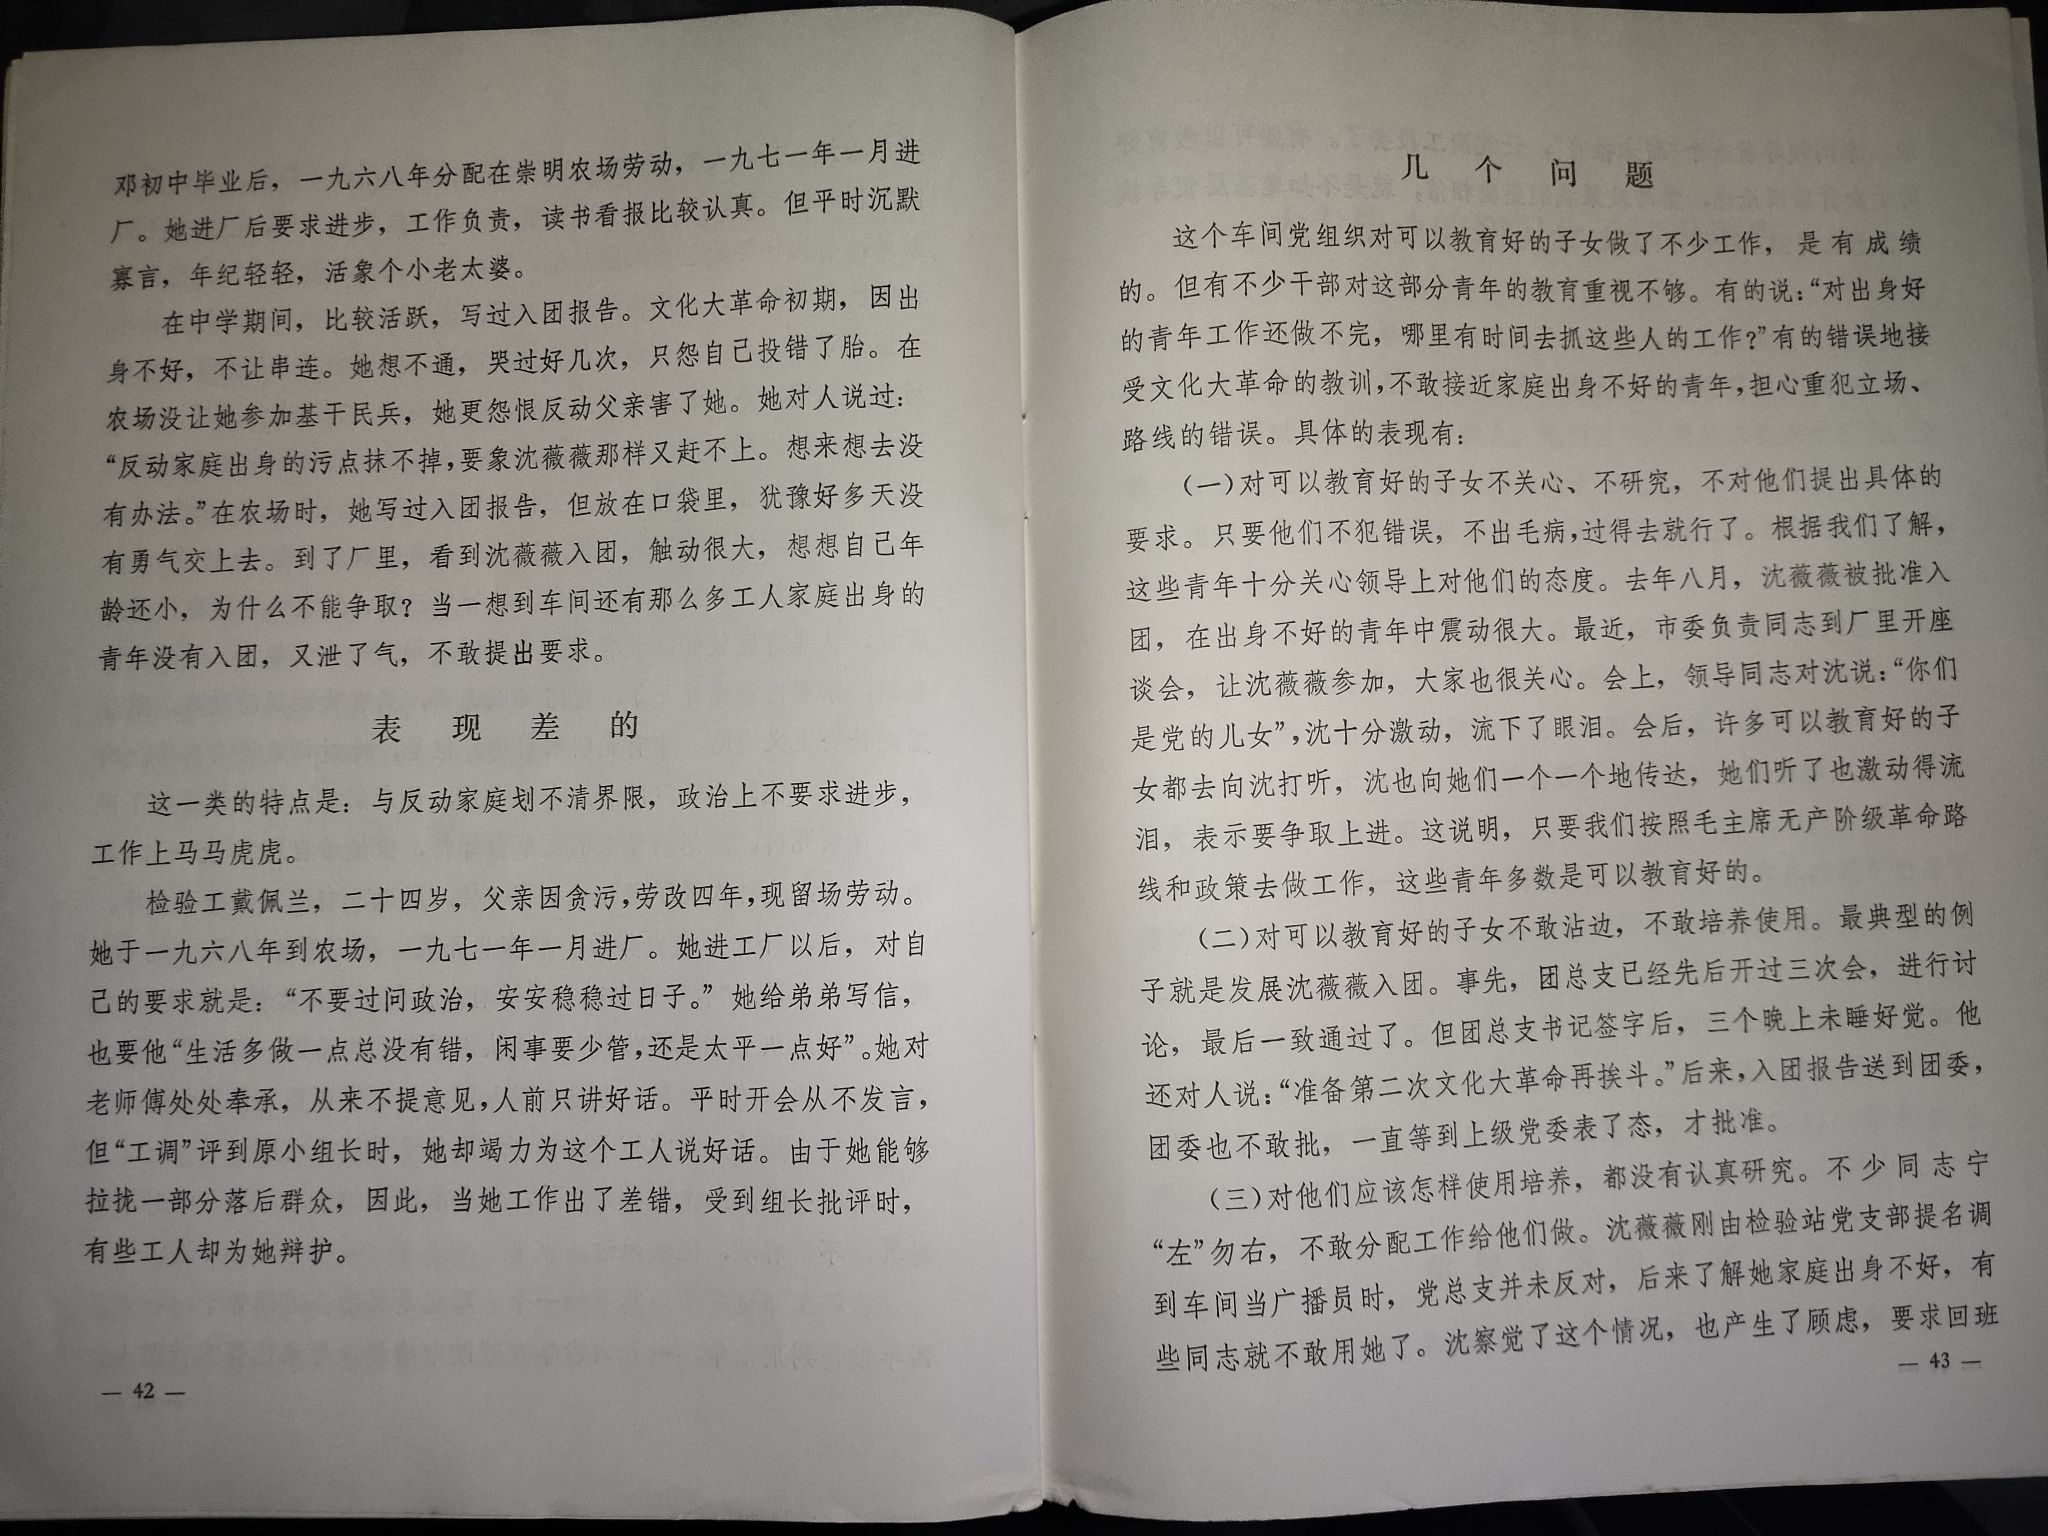 邓初中毕业后，一九六八年分配在崇明农场劳动，一九七一年一月进
厂。她进厂后要求进步，工作负责，读书看报比较认真。但平时沉默
寡言，年纪轻轻，活象个小老太婆。
在中学期间，比较活跃，写过入团报告。文化大革命初期，因出
身不好，不让串连。她想不通，哭过好几次，只怨自己投错了胎。在
农场没让她参加基干民兵，她更怨恨反动父亲害了她。她对人说过：
“反动家庭出身的污点抹不掉，要象沈薇薇那样又赶不上。想来想去没
有办法。”在农场时，她写过入团报告，但放在口袋里，犹豫好多天没
有勇气交上去。到了厂里，看到沈薇薇入团，触动很大，想想自己年
龄还小，为什么不能争取？当一想到车间还有那么多工人家庭出身的
青年没有入团，又泄了气，不敢提出要求。
表现差的
这一类的特点是：与反动家庭划不清界限，政治上不要求进步，
工作上马马虎虎。
检验工戴佩兰，二十四岁，父亲因贪污，劳改四年，现留场劳动。
她于一九六八年到农场，一九七一年一月进厂。她进工厂以后，对自
己的要求就是：“不要过问政治，安安稳稳过日子。”她给弟弟写信，
也要他“生活多做一点总没有错，闲事要少管，还是太平一点好”。她对
老师傅处处奉承，从来不提意见，人前只讲好话。平时开会从不发言，
但“工调”评到原小组长时，她却竭力为这个工人说好话。由于她能够
拉拢一部分落后群众，因此，当她工作出了差错，受到组长批评时，
有些工人却为她辩护。
— 42 —
几个问题
这个车间党组织对可以教育好的子女做了不少工作，是有成绩
的。但有不少干部对这部分青年的教育重视不够。有的说：“对出身好
的青年工作还做不完，哪里有时间去抓这些人的工作？”有的错误地接
受文化大革命的教训，不敢接近家庭出身不好的青年，担心重犯立场、
路线的错误。具体的表现有：
（一）对可以教育好的子女不关心、不研究，不对他们提出具体的
要求。只要他们不犯错误，不出毛病，过得去就行了。根据我们了解，
这些青年十分关心领导上对他们的态度。去年八月，沈薇薇被批准入
团，在出身不好的青年中震动很大。最近，市委负责同志到厂里开座
谈会，让沈薇薇参加，大家也很关心。会上，领导同志对沈说：“你们
是党的儿女”，沈十分激动，流下了眼泪。会后，许多可以教育好的子
女都去向沈打听，沈也向她们一个一个地传达，她们听了也激动得流
泪，表示要争取上进。这说明，只要我们按照毛主席无产阶级革命路
线和政策去做工作，这些青年多数是可以教育好的。
（二）对可以教育好的子女不敢沾边，不敢培养使用。最典型的例
子就是发展沈薇薇入团。事先，团总支已经先后开过三次会，进行讨
论，最后一致通过了。但团总支书记签字后，三个晚上未睡好觉。他
还对人说：“准备第二次文化大革命再挨斗。”后来，入团报告送到团委，
团委也不敢批，一直等到上级党委表了态，才批准。
（三）对他们应该怎样使用培养，都没有认真研究。不少同志宁
“左”勿右，不敢分配工作给他们做。沈薇薇刚由检验站党支部提名调
到车间当广播员时，党总支并未反对，后来了解她家庭出身不好，有
些同志就不敢用她了。沈察觉了这个情况，也产生了顾虑，要求回班
— 43 —